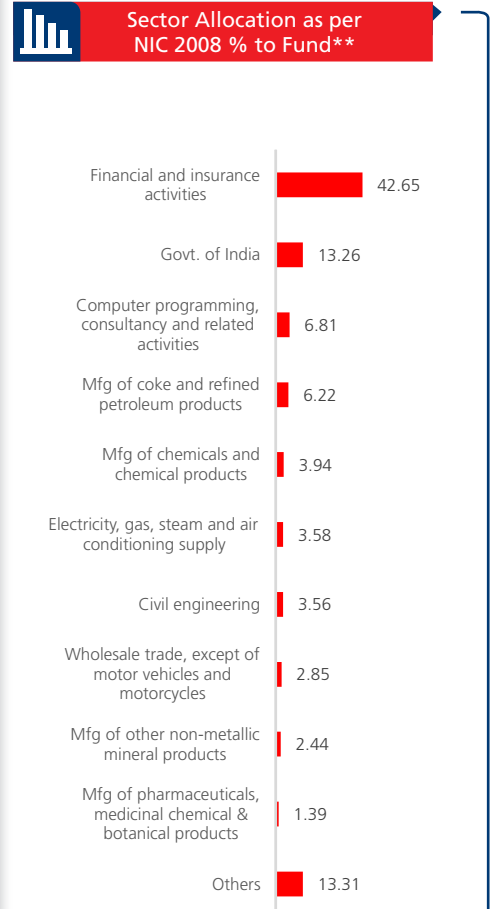 Sector Allocation as per
NIC 2008 % to Fund**
Financial and insurance
activities
42.65
Govt. of India
13.26
Computer programming,
consultancy and related
activities
6.81
Mfg of coke and refined
petroleum products
6.22
Mfg of chemicals and
chemical products
3.94
Electricity, gas, steam and air
conditioning supply
3.58
Civil engineering
3.56
Wholesale trade, except of
motor vehicles and
motorcycles
2.85
Mfg of other non-metallic
mineral products
2.44
Mfg of pharmaceuticals,
medicinal chemical &
botanical products
1.39
Others
13.31